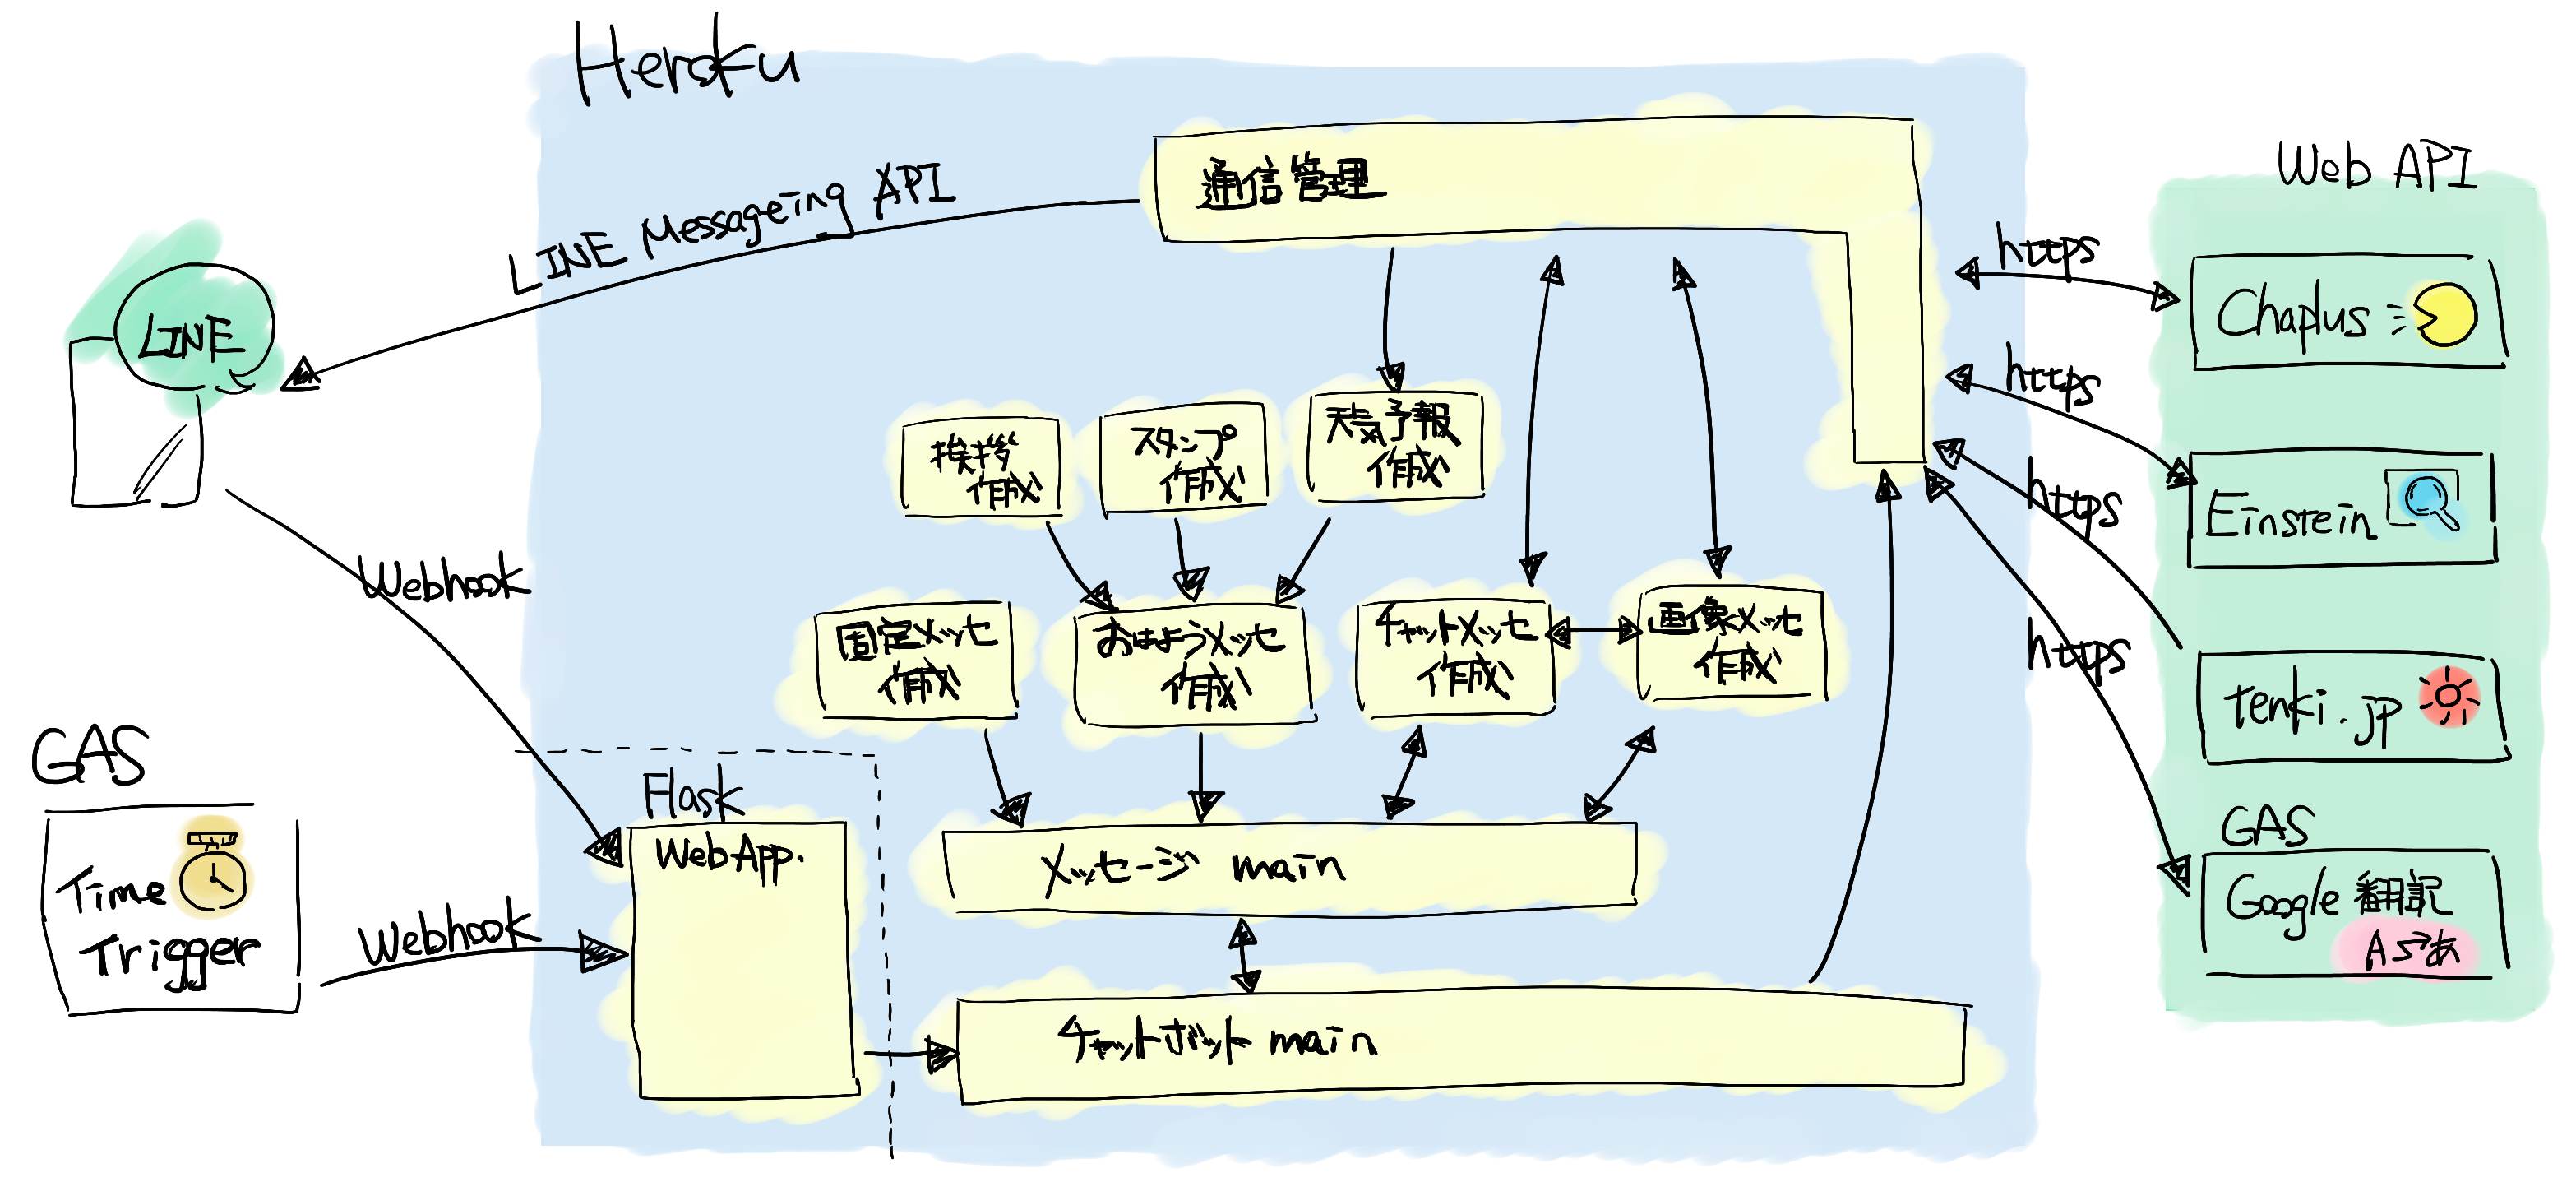 Heroku
通信管理
LINE Messageing API
LINE
Web API
https
Chaplus
https
Einstein
https
tenki.jp
https
GAS
Google 翻訳
A→あ
挨拶
作成
スタンプ
作成
天気予報
作成
固定メッセ
作成
おはようメッセ
作成
チャットメッセ
作成
画像メッセ
作成
Webhook
GAS
Time
Trigger
Webhook
Flask
Web App.
メッセージ main
チャットボット main